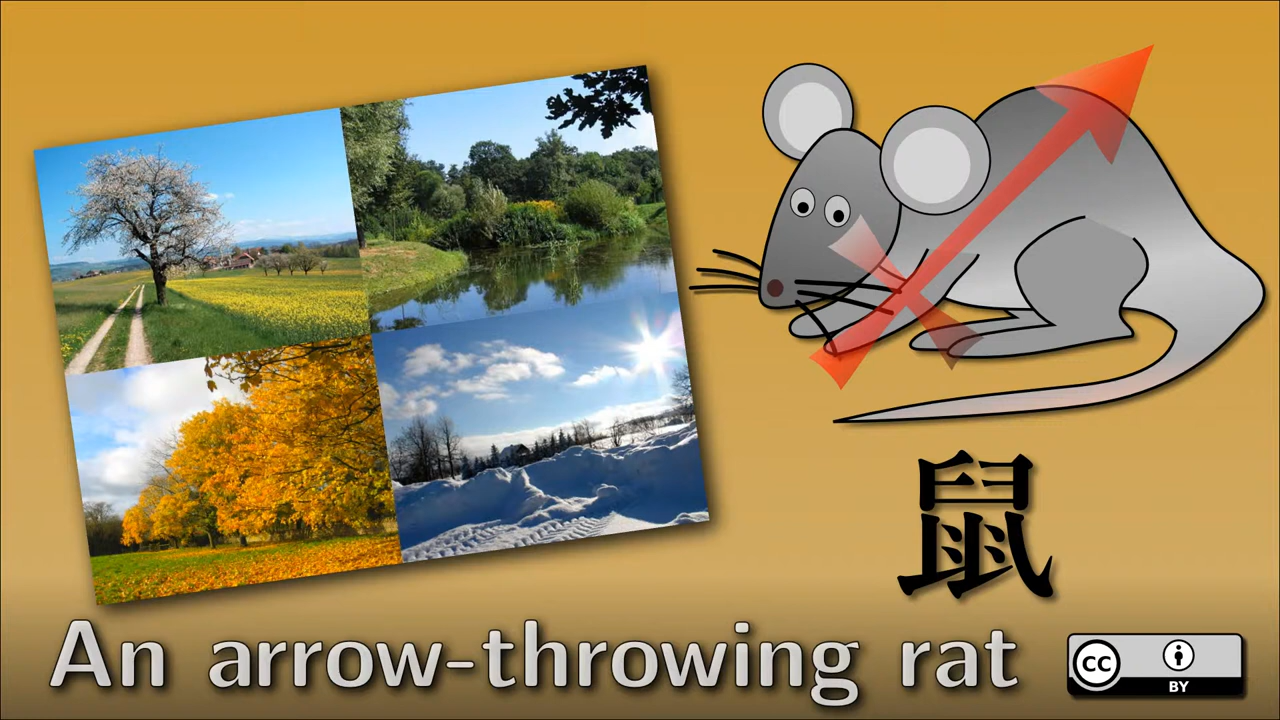 鼠
An arrow-throwing rat
CC
BY